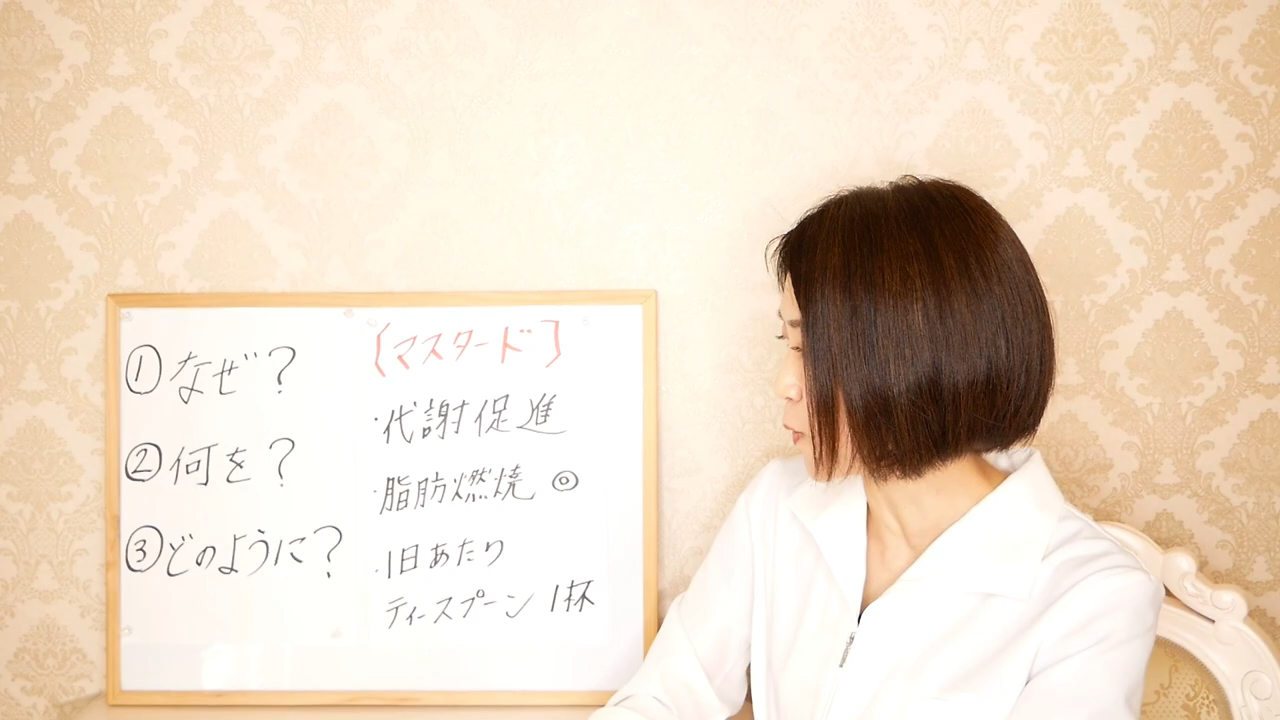 ①なぜ?
②何を?
③どのように?
〔マスタード〕
・代謝促進
・脂肪燃焼 ◎
・1日あたり
ティースプーン 1杯